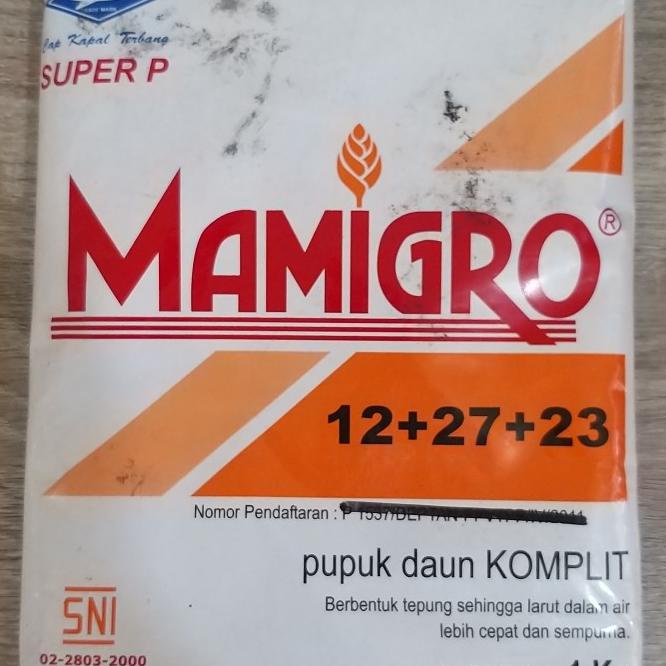 Cap Kapal Terbang
SUPER P
MAMIGRO®
12+27+23
Nomor Pendaftaran :
pupuk daun KOMPLIT
Berbentuk tepung sehingga larut dalam air
lebih cepat dan sempurna.
SNI
02-2803-2000